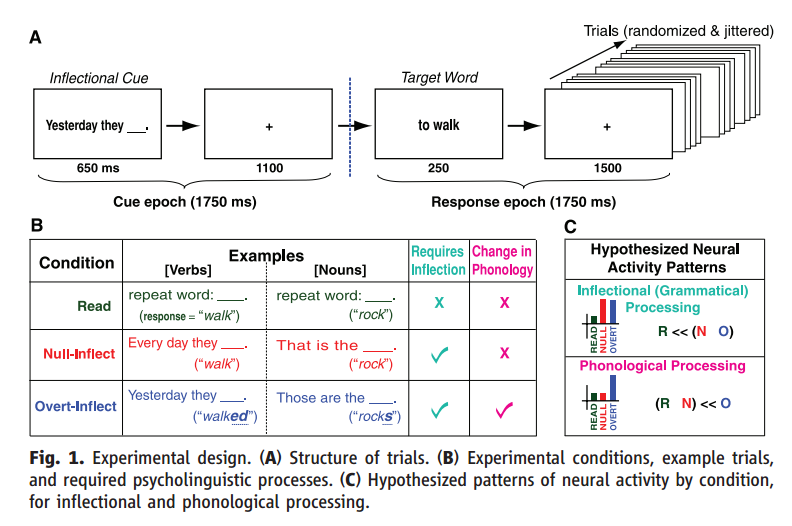 A
Trials (randomized & jittered)
Inflectional Cue
Target Word
Yesterday they ___.
+
to walk
+
650 ms
1100
250
1500
Cue epoch (1750 ms)
Response epoch (1750 ms)
B
Condition
Examples
[Verbs]
[Nouns]
Requires
Inflection
Change in
Phonology
Read
repeat word: ___.
(response = “walk”)
repeat word: ___.
(“rock”)
X
X
Null-Inflect
Every day they ___.
(“walk”)
That is the ___.
(“rock”)
✓
X
Overt-Inflect
Yesterday they ___.
(“walked”)
Those are the ___.
(“rocks”)
✓
✓
C
Hypothesized Neural
Activity Patterns
Inflectional (Grammatical)
Processing
READ
NULL
OVERT
R << (N O)
Phonological Processing
READ
NULL
OVERT
(R N) << O
Fig. 1. Experimental design. (A) Structure of trials. (B) Experimental conditions, example trials,
and required psycholinguistic processes. (C) Hypothesized patterns of neural activity by condition,
for inflectional and phonological processing.